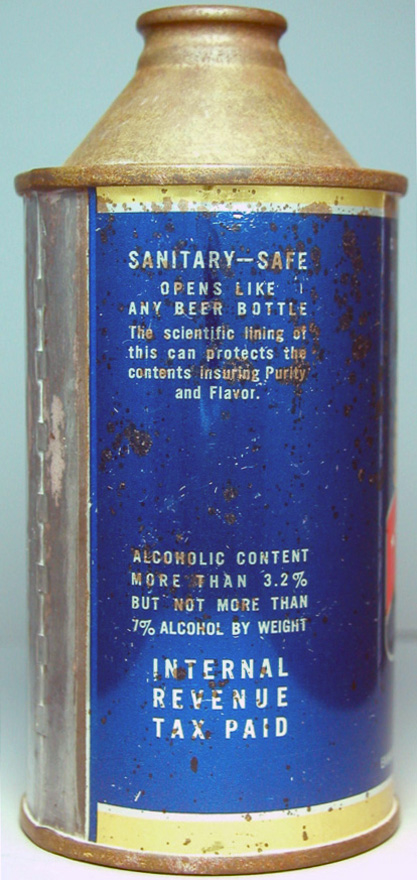 SANITARY—SAFE
OPENS LIKE
ANY BEER BOTTLE
The scientific lining of
this can protects the
contents insuring Purity
and Flavor.
ALCOHOLIC CONTENT
MORE THAN 3.2%
BUT NOT MORE THAN
7% ALCOHOL BY WEIGHT
INTERNAL
REVENUE
TAX PAID